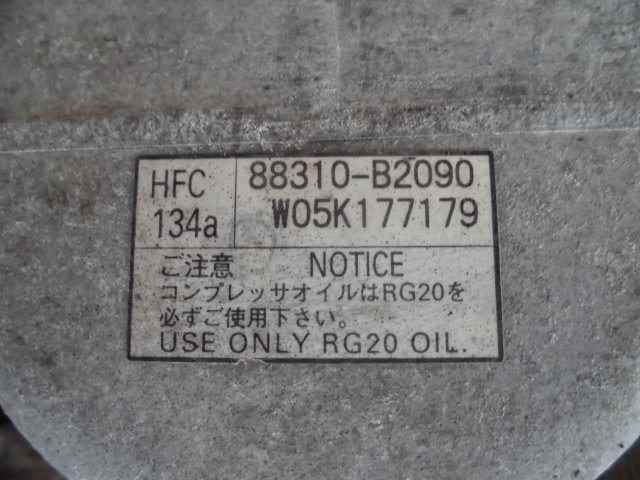 HFC 134a
88310-B2090
W05K177179
ご注意 NOTICE
コンプレッサオイルはRG20を
必ずご使用下さい。
USE ONLY RG20 OIL.